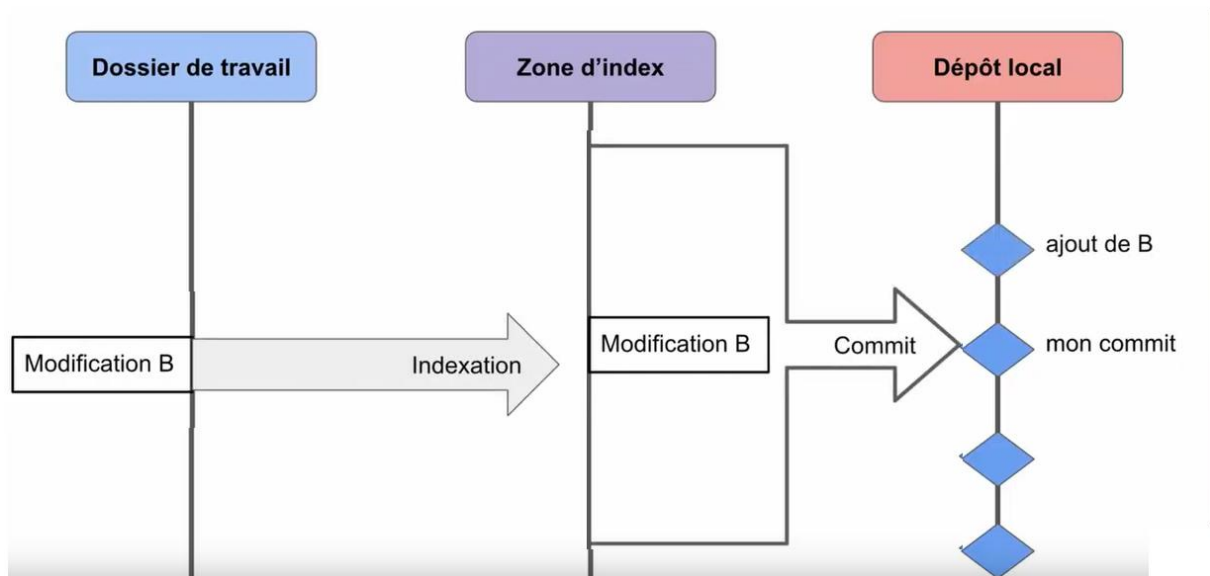 Dossier de travail
Zone d’index
Dépôt local
ajout de B
Modification B
Indexation
Modification B
Commit
mon commit